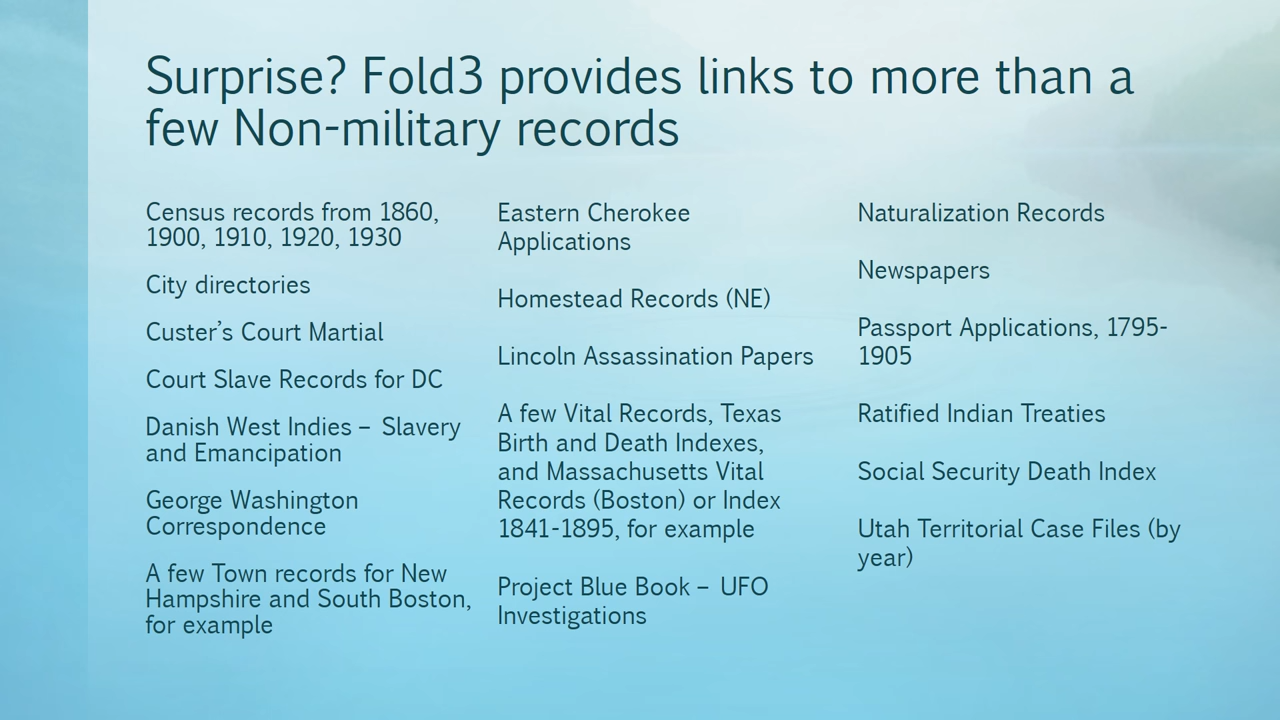 Surprise? Fold3 provides links to more than a
few Non-military records
Census records from 1860,
1900, 1910, 1920, 1930
City directories
Custer's Court Martial
Court Slave Records for DC
Danish West Indies – Slavery
and Emancipation
George Washington
Correspondence
A few Town records for New
Hampshire and South Boston,
for example
Eastern Cherokee
Applications
Homestead Records (NE)
Lincoln Assassination Papers
A few Vital Records, Texas
Birth and Death Indexes,
and Massachusetts Vital
Records (Boston) or Index
1841-1895, for example
Project Blue Book – UFO
Investigations
Naturalization Records
Newspapers
Passport Applications, 1795-
1905
Ratified Indian Treaties
Social Security Death Index
Utah Territorial Case Files (by
year)